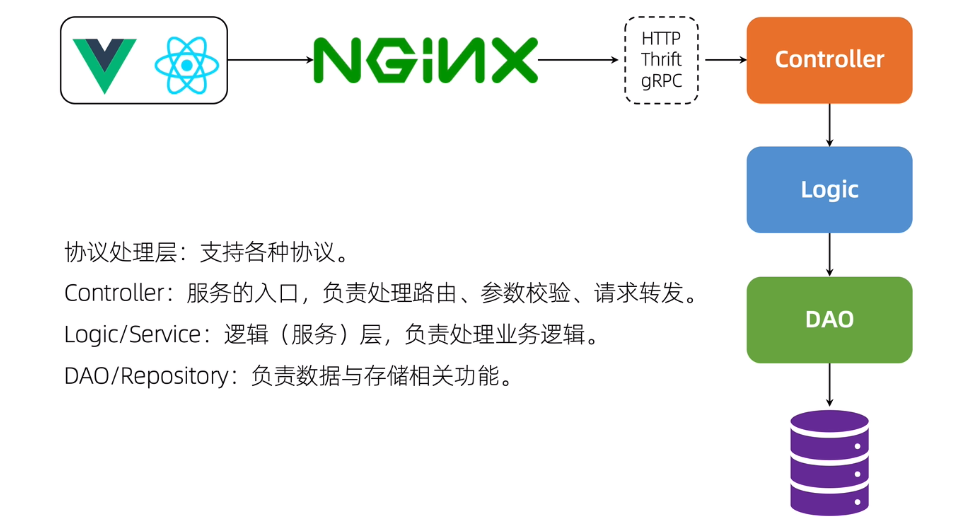 NGINX
HTTP
Thrift
gRPC
Controller
Logic
DAO
协议处理层：支持各种协议。
Controller：服务的入口，负责处理路由、参数校验、请求转发。
Logic/Service：逻辑（服务）层，负责处理业务逻辑。
DAO/Repository：负责数据与存储相关功能。